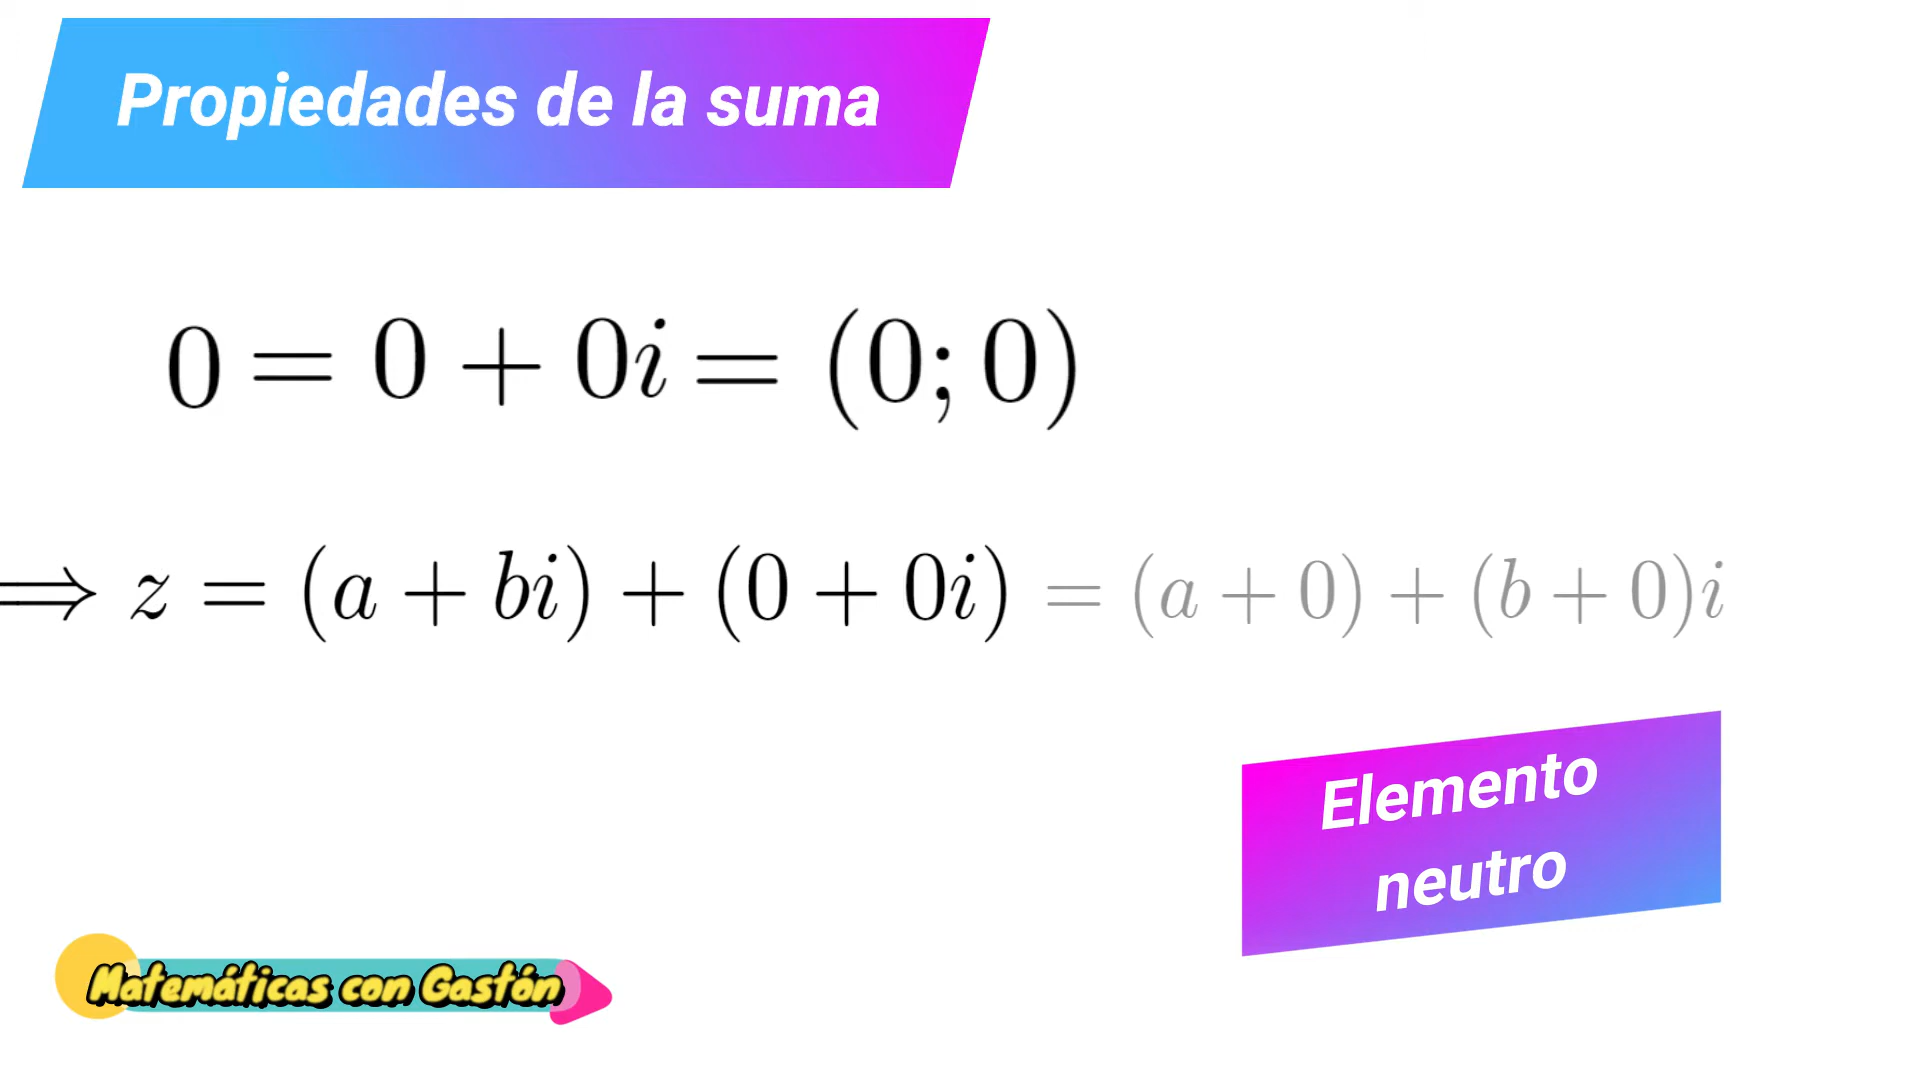 Propiedades de la suma
0 = 0 + 0i = (0; 0)
⟹ z = (a + bi) + (0 + 0i) = (a + 0) + (b + 0)i
Elemento
neutro
Matemáticas con Gastón